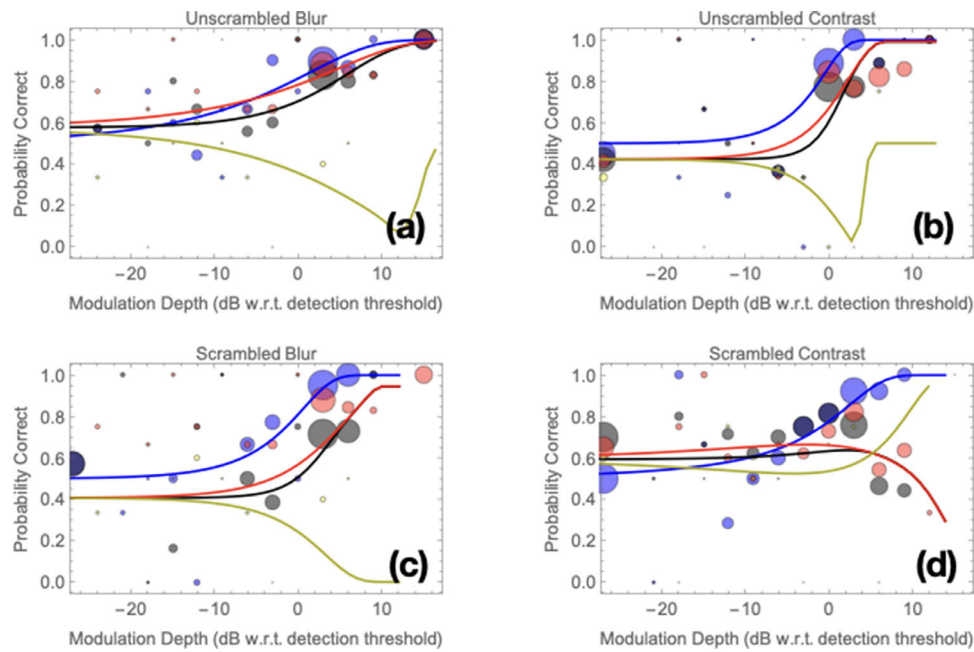 Unscrambled Blur
Probability Correct
1.0
0.8
0.6
0.4
0.2
0.0
(a)
−20 −10 0 10
Modulation Depth (dB w.r.t. detection threshold)
Unscrambled Contrast
Probability Correct
1.0
0.8
0.6
0.4
0.2
0.0
(b)
−20 −10 0 10
Modulation Depth (dB w.r.t. detection threshold)
Scrambled Blur
Probability Correct
1.0
0.8
0.6
0.4
0.2
0.0
(c)
−20 −10 0 10
Modulation Depth (dB w.r.t. detection threshold)
Scrambled Contrast
Probability Correct
1.0
0.8
0.6
0.4
0.2
0.0
(d)
−20 −10 0 10
Modulation Depth (dB w.r.t. detection threshold)